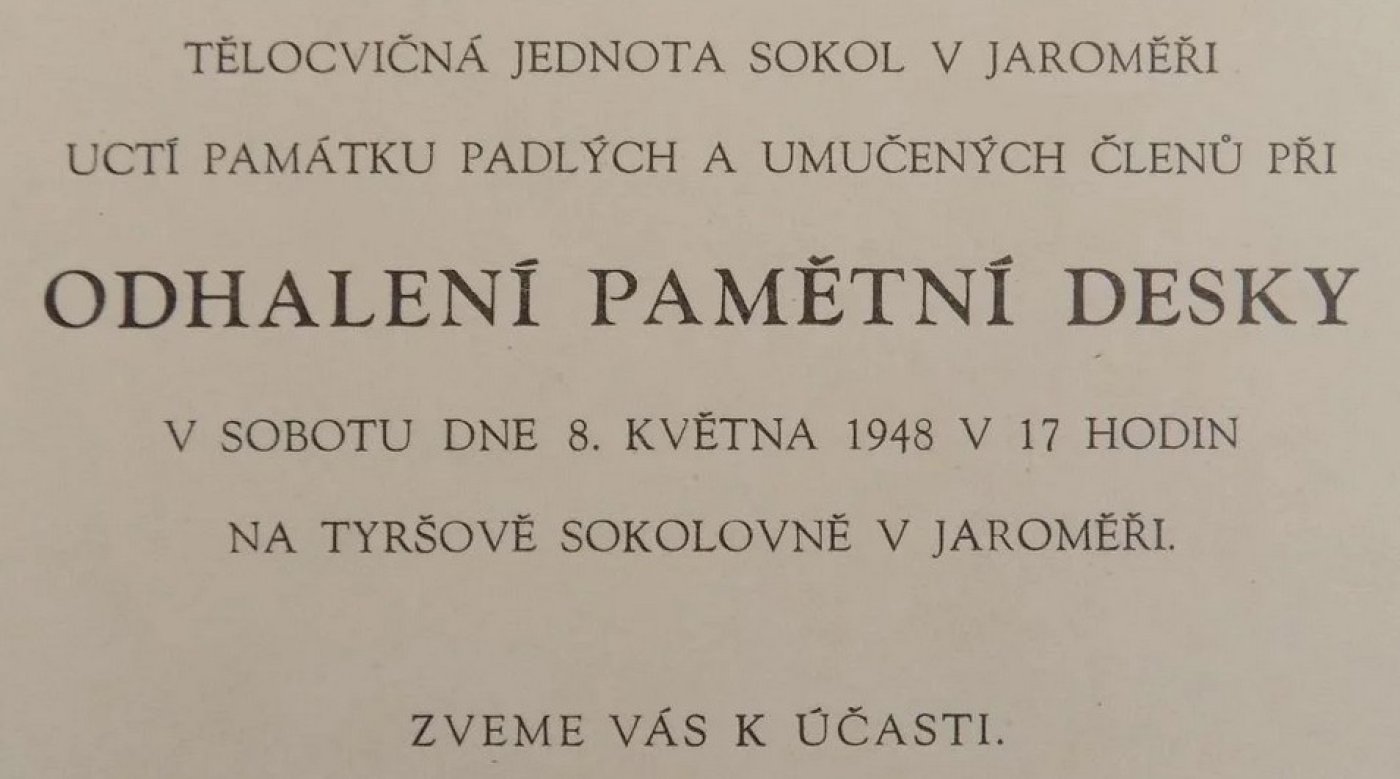 TĚLOCVIČNÁ JEDNOTA SOKOL V JAROMĚŘI
UCTÍ PAMÁTKU PADLÝCH A UMUČENÝCH ČLENŮ PŘI
ODHALENÍ PAMĚTNÍ DESKY
V SOBOTU DNE 8. KVĚTNA 1948 V 17 HODIN
NA TYRŠOVĚ SOKOLOVNĚ V JAROMĚŘI.
ZVEME VÁS K ÚČASTI.